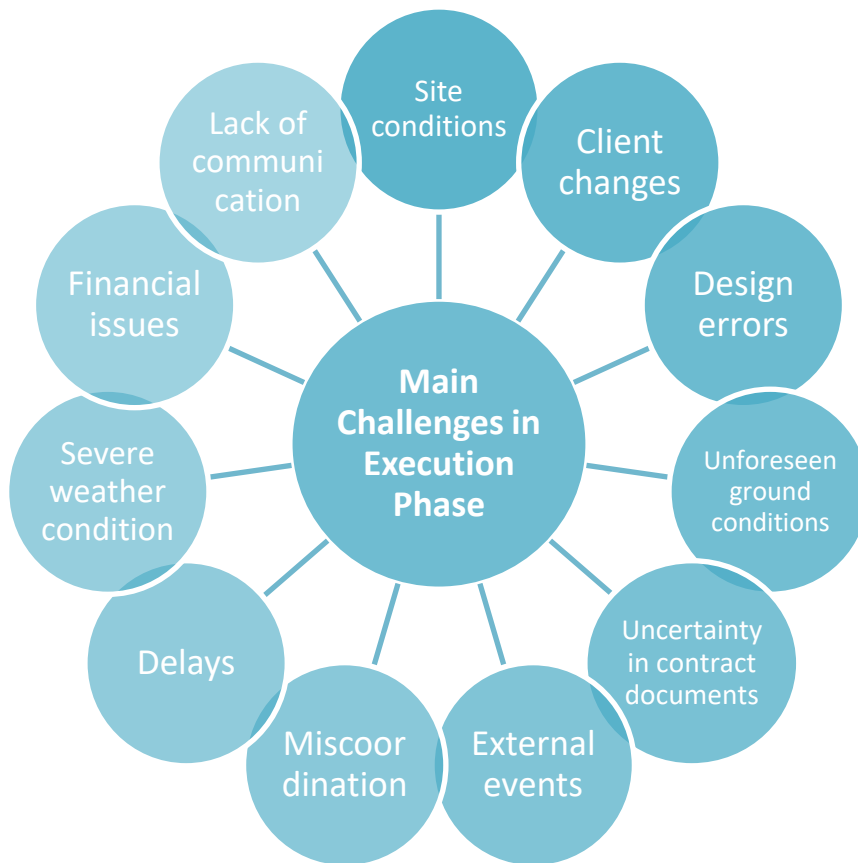 Site
conditions
Client
changes
Design
errors
Unforeseen
ground
conditions
Uncertainty
in contract
documents
External
events
Miscoor
dination
Delays
Severe
weather
condition
Financial
issues
Lack of
communi
cation
Main
Challenges in
Execution
Phase